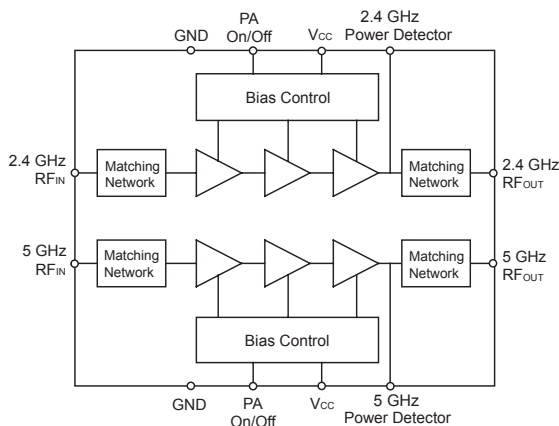 GND
PA
On/Off
VCC
2.4 GHz
Power Detector
Bias Control
2.4 GHz
RFIN
Matching
Network
Matching
Network
2.4 GHz
RFOUT
5 GHz
RFIN
Matching
Network
Matching
Network
5 GHz
RFOUT
Bias Control
GND
PA
On/Off
VCC
5 GHz
Power Detector